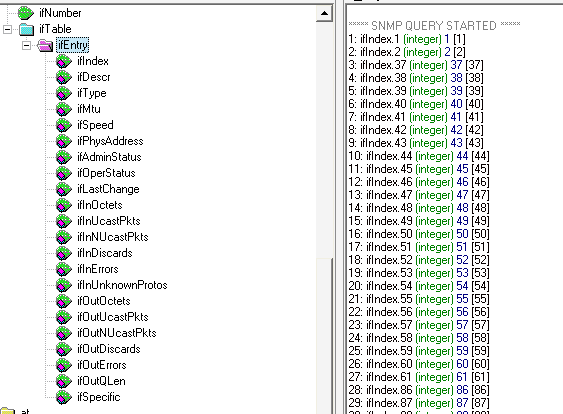 ifNumber
ifTable
ifEntry
ifIndex
ifDescr
ifType
ifMtu
ifSpeed
ifPhysAddress
ifAdminStatus
ifOperStatus
ifLastChange
ifInOctets
ifInUcastPkts
ifInNUcastPkts
ifInDiscards
ifInErrors
ifInUnknownProtos
ifOutOctets
ifOutUcastPkts
ifOutNUcastPkts
ifOutDiscards
ifOutErrors
ifOutQLen
ifSpecific
at
***** SNMP QUERY STARTED *****
1: ifIndex.1 (integer) 1 [1]
2: ifIndex.2 (integer) 2 [2]
3: ifIndex.37 (integer) 37 [37]
4: ifIndex.38 (integer) 38 [38]
5: ifIndex.39 (integer) 39 [39]
6: ifIndex.40 (integer) 40 [40]
7: ifIndex.41 (integer) 41 [41]
8: ifIndex.42 (integer) 42 [42]
9: ifIndex.43 (integer) 43 [43]
10: ifIndex.44 (integer) 44 [44]
11: ifIndex.45 (integer) 45 [45]
12: ifIndex.46 (integer) 46 [46]
13: ifIndex.47 (integer) 47 [47]
14: ifIndex.48 (integer) 48 [48]
15: ifIndex.49 (integer) 49 [49]
16: ifIndex.50 (integer) 50 [50]
17: ifIndex.51 (integer) 51 [51]
18: ifIndex.52 (integer) 52 [52]
19: ifIndex.53 (integer) 53 [53]
20: ifIndex.54 (integer) 54 [54]
21: ifIndex.55 (integer) 55 [55]
22: ifIndex.56 (integer) 56 [56]
23: ifIndex.57 (integer) 57 [57]
24: ifIndex.58 (integer) 58 [58]
25: ifIndex.59 (integer) 59 [59]
26: ifIndex.60 (integer) 60 [60]
27: ifIndex.61 (integer) 61 [61]
28: ifIndex.86 (integer) 86 [86]
29: ifIndex.87 (integer) 87 [87]